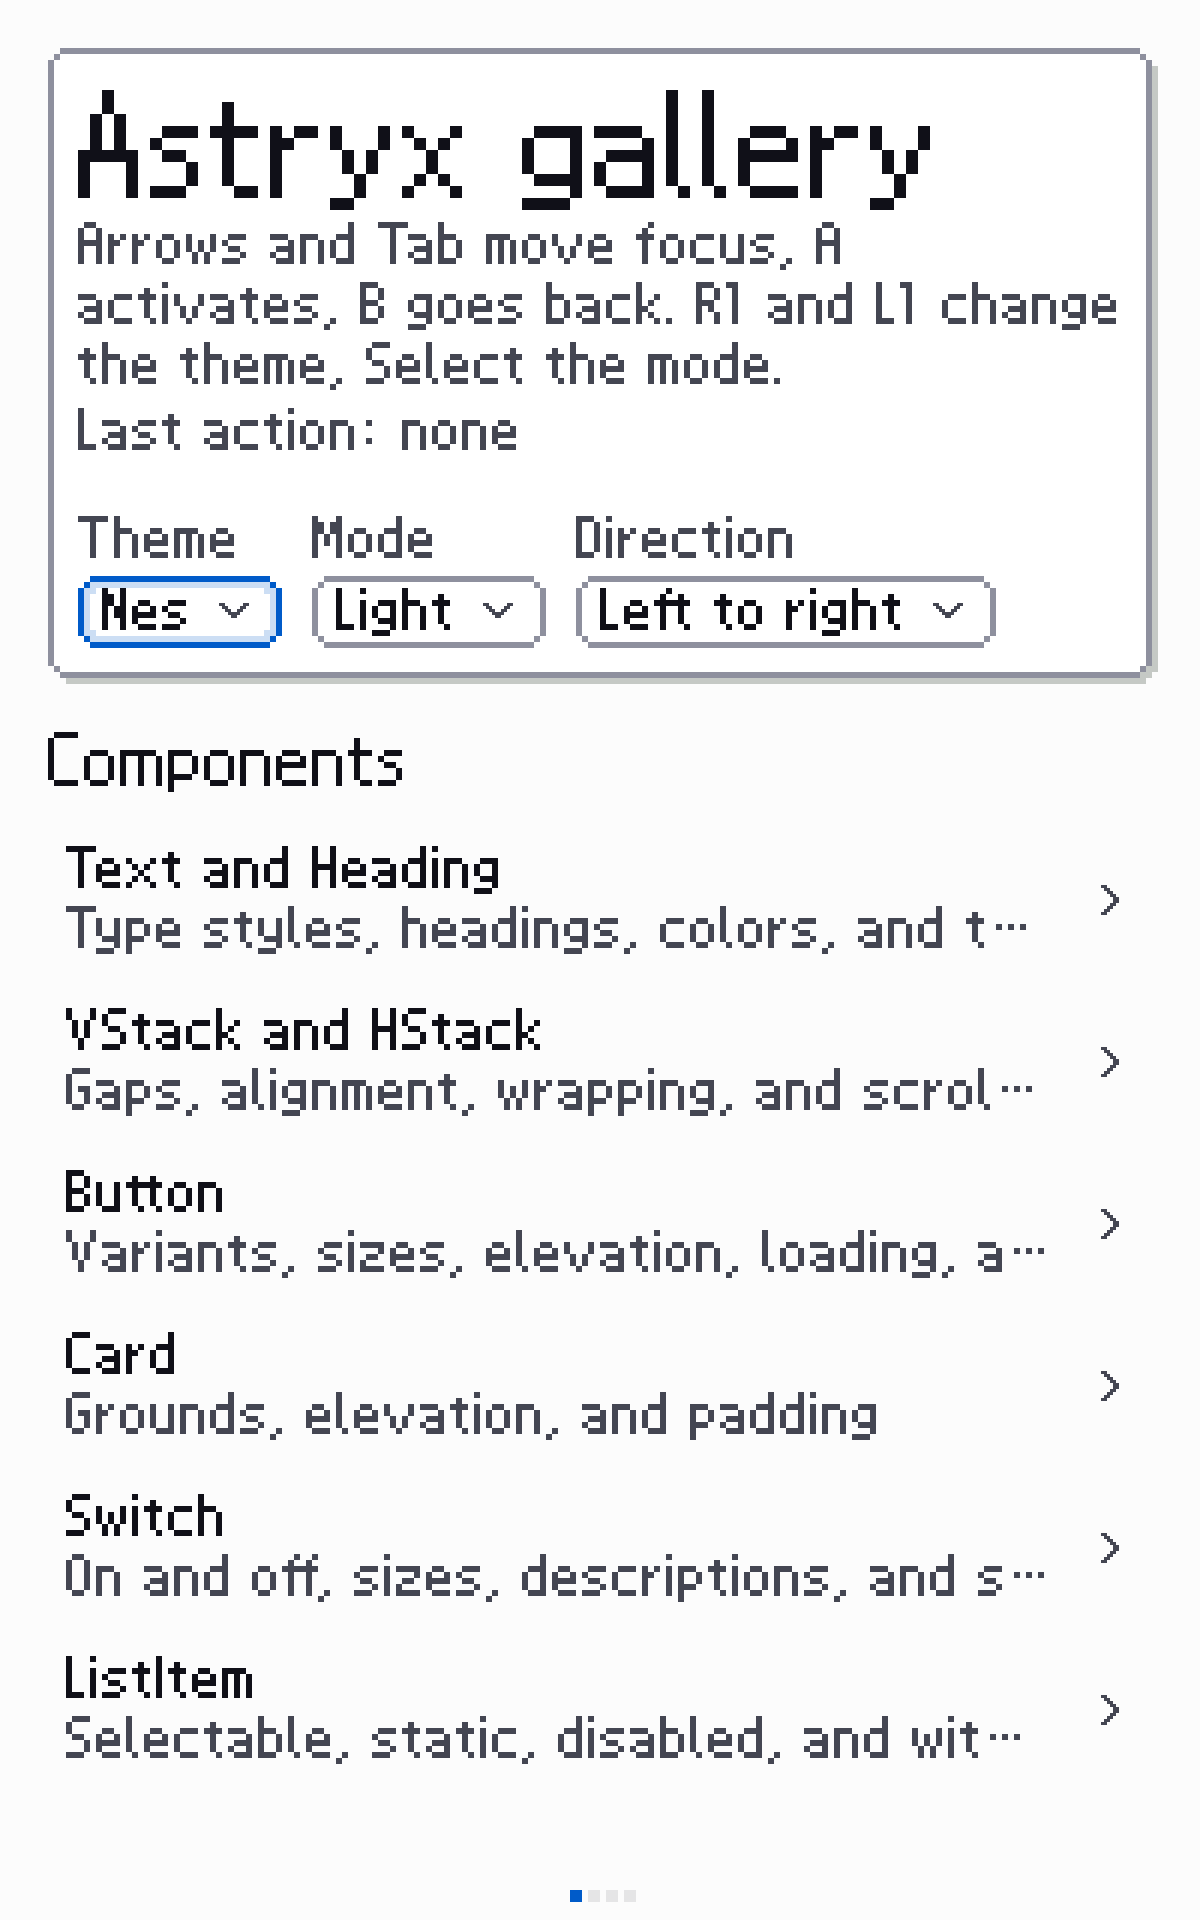 Astryx gallery
Arrows and Tab move focus, A
activates, B goes back. R1 and L1 change
the theme, Select the mode.
Last action: none
Theme Mode Direction
Nes Light Left to right
Components
Text and Heading
Type styles, headings, colors, and t…
VStack and HStack
Gaps, alignment, wrapping, and scrol…
Button
Variants, sizes, elevation, loading, a…
Card
Grounds, elevation, and padding
Switch
On and off, sizes, descriptions, and s…
ListItem
Selectable, static, disabled, and wit…